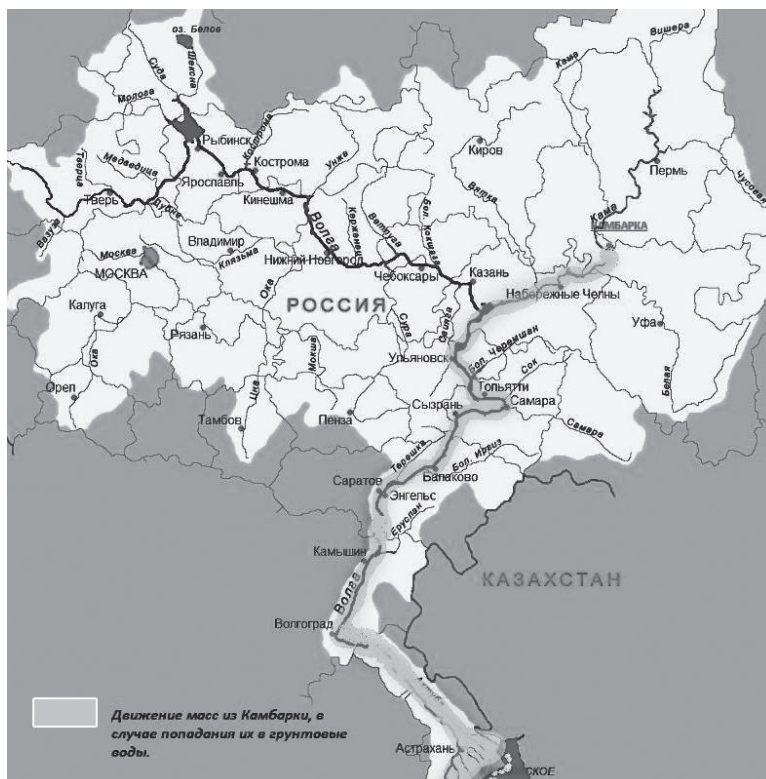 оз. Белое
Вишера
Кама
Шексна
Суда
Молога
Рыбинск
Кострома
Киров
Пермь
Чусовая
Тверца
Медведица
Кострома
Унжа
Ярославль
Кинешма
Вятка
Тверь
Дубна
Вазуза
Кама
КАМБАРКА
Волга
Керженец
Ветлуга
Бол. Кокшага
Владимир
Москва
Клязьма
МОСКВА
Нижний Новгород
Чебоксары
Казань
Набережные Челны
Ока
РОССИЯ
Калуга
Рязань
Сура
Свияга
Уфа
Ульяновск
Бол. Черемшан
Мокша
Ока
Сок
Белая
Орел
Цна
Тольятти
Самара
Сызрань
Тамбов
Пенза
Самара
Терешка
Бол. Иргиз
Балаково
Саратов
Энгельс
Еруслан
Камышин
КАЗАХСТАН
Волга
Волгоград
Движение масс из Камбарки, в
случае попадания их в грунтовые
воды.
Астрахань
СКОЕ